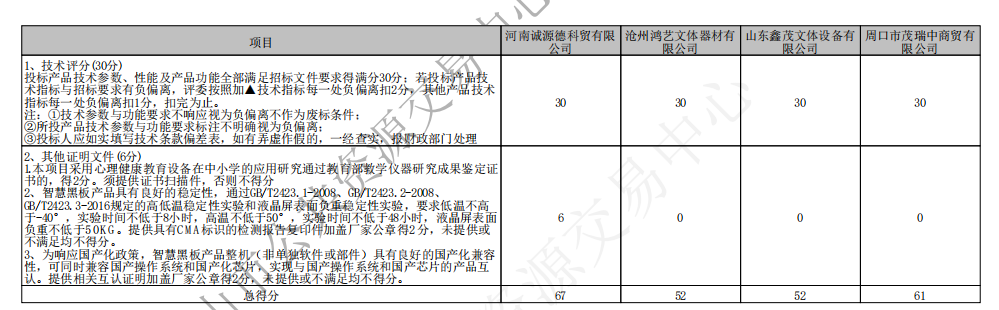 项目
河南诚源德科贸有限公司
沧州鸿艺文体器材有限公司
山东鑫茂文体设备有限公司
周口市茂瑞中商贸有限公司
1、技术评分(30分)
投标产品技术参数、性能及产品功能全部满足招标文件要求得满分30分；若投标产品技
术指标与招标要求有负偏离，评委按照加▲技术指标每一处负偏离扣2分，其他产品技术
指标每一处负偏离扣1分，扣完为止。
注：①技术参数与功能要求不响应视为负偏离不作为废标条件；
②所投产品技术参数与功能要求标注不明确视为负偏离；
③投标人应如实填写技术条款偏差表，如有弄虚作假的，一经查实，报财政部门处理
30
30
30
30
2、其他证明文件(6分)
1.本项目采用心理健康教育设备在中小学的应用研究通过教育部教学仪器研究成果鉴定证
书的，得2分。须提供证书扫描件，否则不得分
2、智慧黑板产品具有良好的稳定性，通过GB/T2423.1-2008、GB/T2423.2-2008、
GB/T2423.3-2016规定的高低温稳定性实验和液晶屏表面负重稳定性实验，要求低温不高
于-40°，实验时间不低于8小时，高温不低于50°，实验时间不低于48小时，液晶屏表面
负重不低于50KG。提供具有CMA标识的检测报告复印件加盖厂家公章得2分，未提供或
不满足均不得分。
3、为响应国产化政策，智慧黑板产品整机（非单独软件或部件）具有良好的国产化兼容
性，可同时兼容国产操作系统和国产化芯片，实现与国产操作系统和国产芯片的产品互
认。提供相关互认证明加盖厂家公章得2分，未提供或不满足均不得分。
6
0
0
0
总得分
67
52
52
61